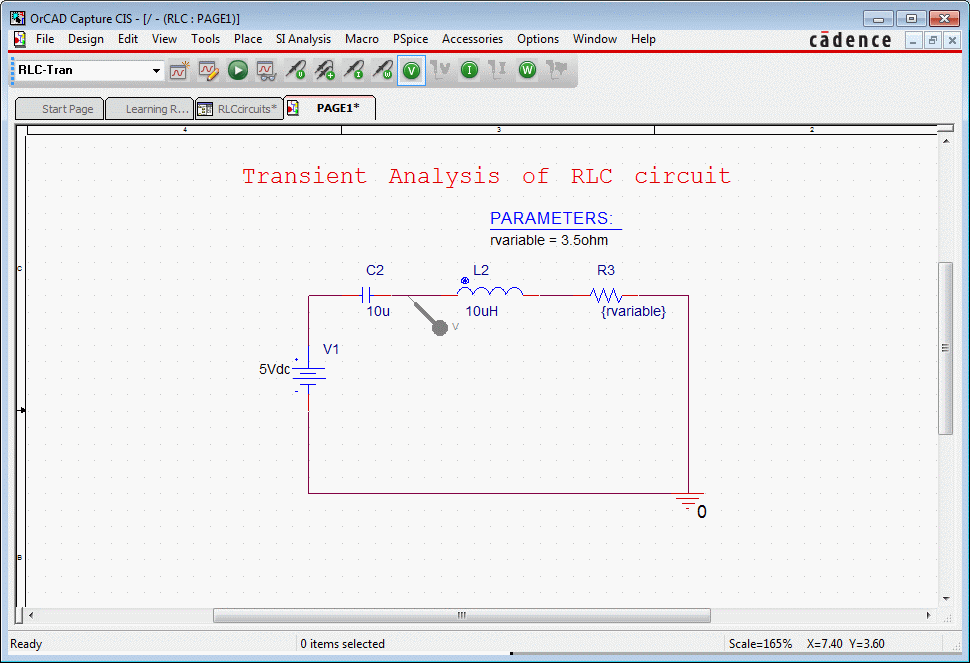 OrCAD Capture CIS - [/ - (RLC : PAGE1)]
File Design Edit View Tools Place SI Analysis Macro PSpice Accessories Options Window Help
cādence
RLC-Tran
V I W
Start Page Learning R... RLCcircuits* PAGE1*
4 3 2
Transient Analysis of RLC circuit
PARAMETERS:
rvariable = 3.5ohm
C
C2 L2 R3
10u 10uH {rvariable}
V
V1
5Vdc
0
B
Ready 0 items selected Scale=165% X=7.40 Y=3.60